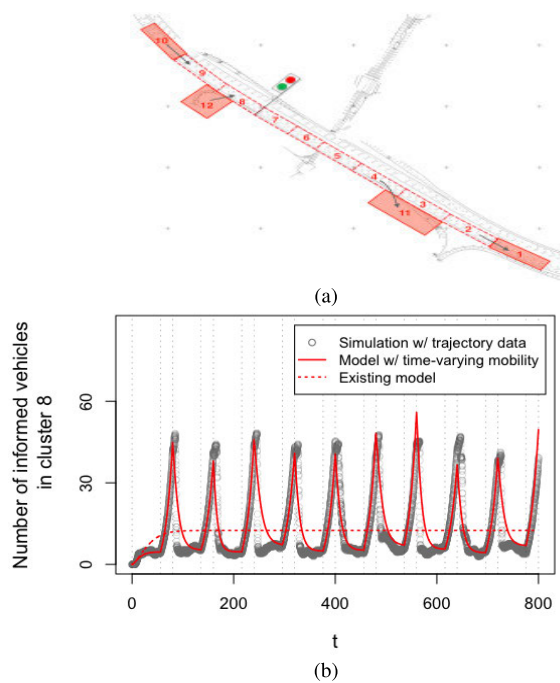 10
9
12
8
7
6
5
4
3
11
2
1
(a)
Number of informed vehicles
in cluster 8
60
30
0
Simulation w/ trajectory data
Model w/ time-varying mobility
Existing model
0 200 400 600 800
t
(b)